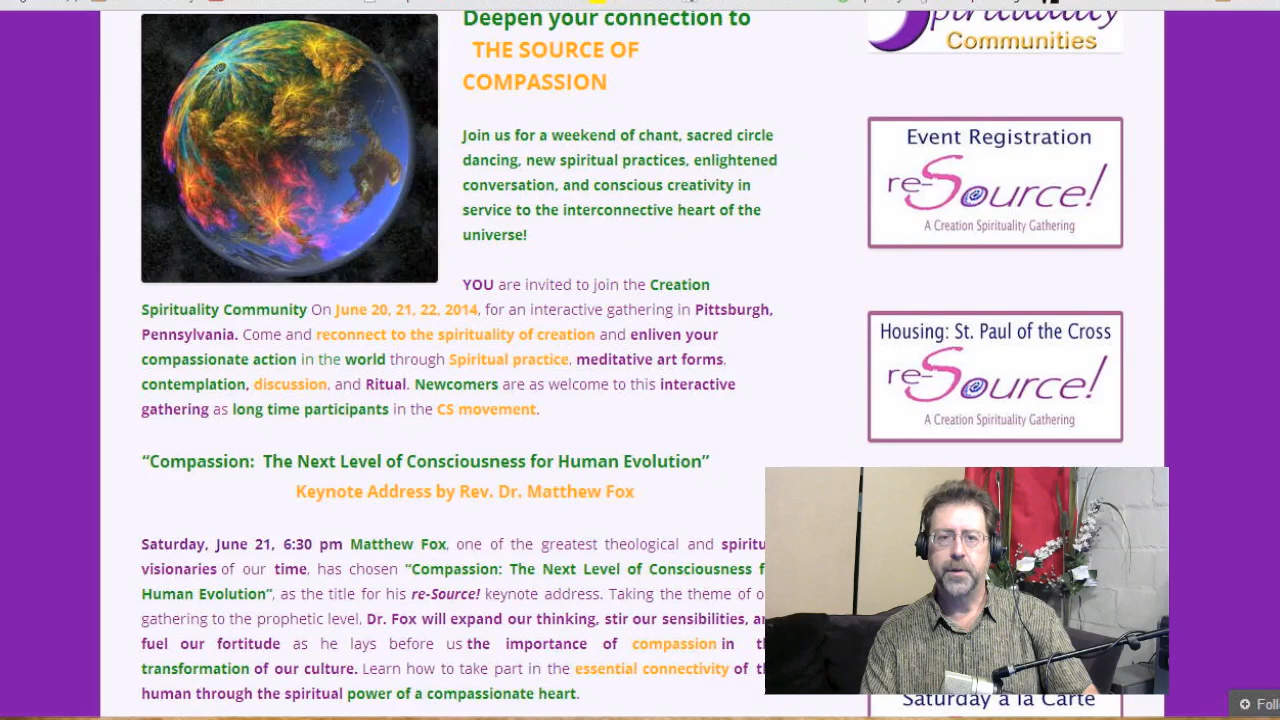 Deepen your connection to
THE SOURCE OF
COMPASSION
Join us for a weekend of chant, sacred circle
dancing, new spiritual practices, enlightened
conversation, and conscious creativity in
service to the interconnective heart of the
universe!
YOU are invited to join the Creation
Spirituality Community On June 20, 21, 22, 2014, for an interactive gathering in Pittsburgh,
Pennsylvania. Come and reconnect to the spirituality of creation and enliven your
compassionate action in the world through Spiritual practice, meditative art forms,
contemplation, discussion, and Ritual. Newcomers are as welcome to this interactive
gathering as long time participants in the CS movement.
“Compassion: The Next Level of Consciousness for Human Evolution”
Keynote Address by Rev. Dr. Matthew Fox
Saturday, June 21, 6:30 pm Matthew Fox, one of the greatest theological and
visionaries of our time, has chosen “Compassion: The Next Level of Consciousness
Human Evolution”, as the title for his re-Source! keynote address. Taking the theme of
gathering to the prophetic level, Dr. Fox will expand our thinking, stir our sensibilities,
fuel our fortitude as he lays before us the importance of compassion in
transformation of our culture. Learn how to take part in the essential connectivity of
human through the spiritual power of a compassionate heart.
Spirituality
Communities
Event Registration
re-Source!
A Creation Spirituality Gathering
Housing: St. Paul of the Cross
re-Source!
A Creation Spirituality Gathering
Saturday a la Carte